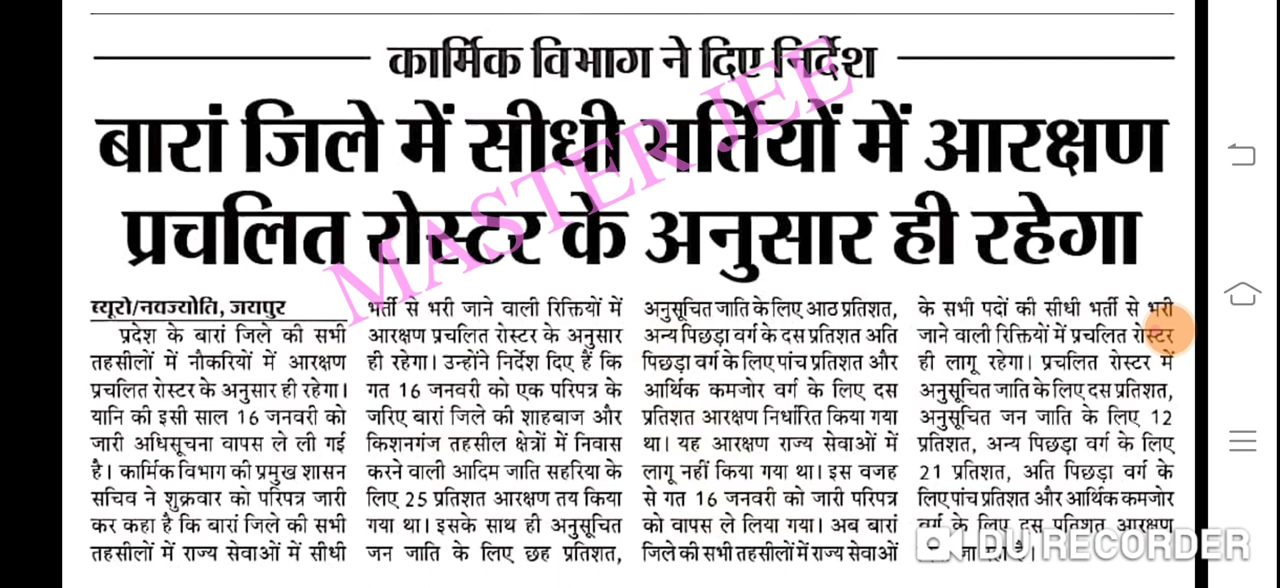 कार्मिक विभाग ने दिए निर्देश
बारां जिले में सीधी भर्तियों में आरक्षण
प्रचलित रोस्टर के अनुसार ही रहेगा
MASTER JEE
ब्यूरो/नवज्योति, जयपुर
प्रदेश के बारां जिले की सभी
तहसीलों में नौकरियों में आरक्षण
प्रचलित रोस्टर के अनुसार ही रहेगा।
यानि की इसी साल 16 जनवरी को
जारी अधिसूचना वापस ले ली गई
है। कार्मिक विभाग की प्रमुख शासन
सचिव ने शुक्रवार को परिपत्र जारी
कर कहा है कि बारां जिले की सभी
तहसीलों में राज्य सेवाओं में सीधी
भर्ती से भरी जाने वाली रिक्तियों में
आरक्षण प्रचलित रोस्टर के अनुसार
ही रहेगा। उन्होंने निर्देश दिए हैं कि
गत 16 जनवरी को एक परिपत्र के
जरिए बारां जिले की शाहबाज और
किशनगंज तहसील क्षेत्रों में निवास
करने वाली आदिम जाति सहरिया के
लिए 25 प्रतिशत आरक्षण तय किया
गया था। इसके साथ ही अनुसूचित
जन जाति के लिए छह प्रतिशत,
अनुसूचित जाति के लिए आठ प्रतिशत,
अन्य पिछड़ा वर्ग के दस प्रतिशत अति
पिछड़ा वर्ग के लिए पांच प्रतिशत और
आर्थिक कमजोर वर्ग के लिए दस
प्रतिशत आरक्षण निर्धारित किया गया
था। यह आरक्षण राज्य सेवाओं में
लागू नहीं किया गया था। इस वजह
से गत 16 जनवरी को जारी परिपत्र
को वापस ले लिया गया। अब बारां
जिले की सभी तहसीलों में राज्य सेवाओं
के सभी पदों की सीधी भर्ती से भरी
जाने वाली रिक्तियों में प्रचलित रोस्टर
ही लागू रहेगा। प्रचलित रोस्टर में
अनुसूचित जाति के लिए दस प्रतिशत,
अनुसूचित जन जाति के लिए 12
प्रतिशत, अन्य पिछड़ा वर्ग के लिए
21 प्रतिशत, अति पिछड़ा वर्ग के
लिए पांच प्रतिशत और आर्थिक कमजोर
वर्ग के लिए दस प्रतिशत आरक्षण
DU RECORDER